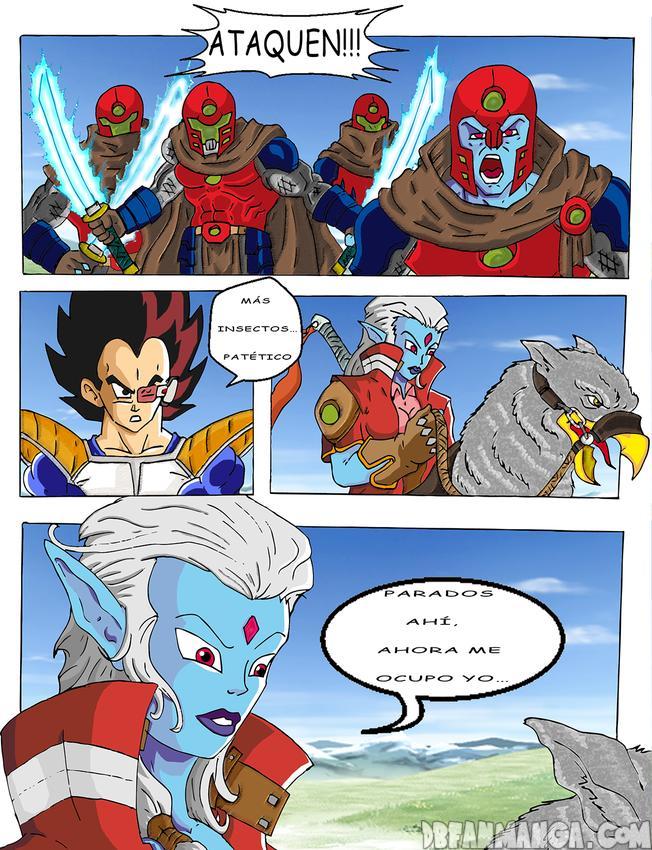 ATAQUEN!!!
MÁS
INSECTOS...
PATÉTICO
PARADOS
AHÍ,
AHORA ME
OCUPO YO...
DBFANMANGA.COM